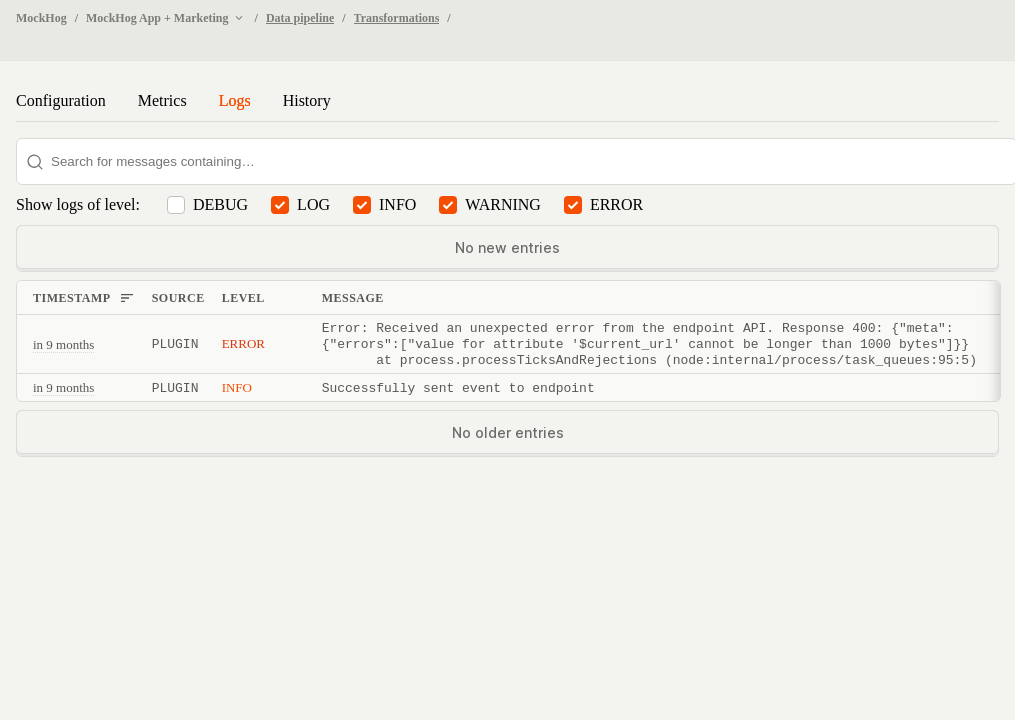 MockHog / MockHog App + Marketing / Data pipeline / Transformations /
Configuration Metrics Logs History
Search for messages containing…
Show logs of level: DEBUG LOG INFO WARNING ERROR
No new entries
TIMESTAMP SOURCE LEVEL MESSAGE
in 9 months PLUGIN ERROR Error: Received an unexpected error from the endpoint API. Response 400: {"meta":
{"errors":["value for attribute '$current_url' cannot be longer than 1000 bytes"]}}
at process.processTicksAndRejections (node:internal/process/task_queues:95:5)
in 9 months PLUGIN INFO Successfully sent event to endpoint
No older entries